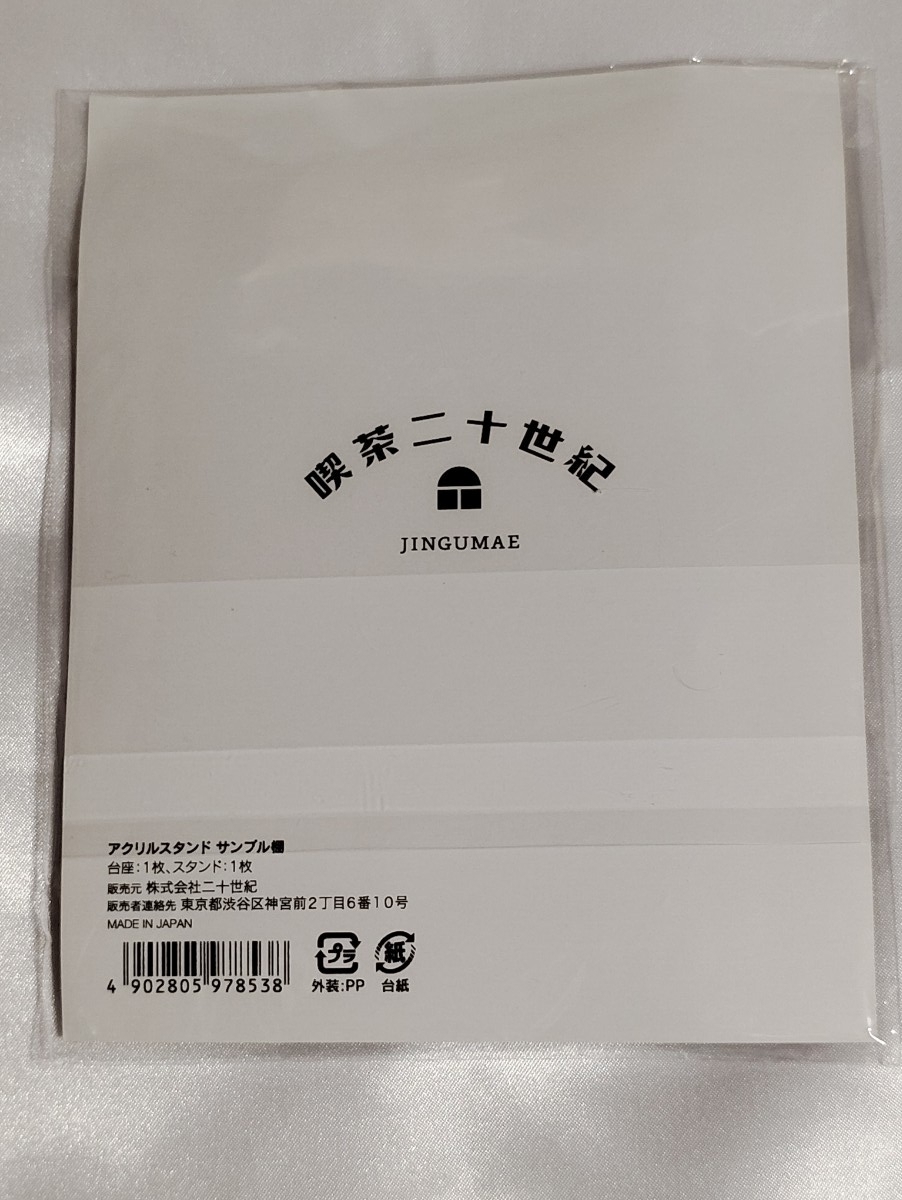 喫茶二十世紀
JINGUMAE
アクリルスタンド サンプル棚
台座:1枚、スタンド:1枚
販売元 株式会社二十世紀
販売者連絡先 東京都渋谷区神宮前2丁目6番10号
MADE IN JAPAN
4 902805 978538
プラ
紙
外装:PP 台紙